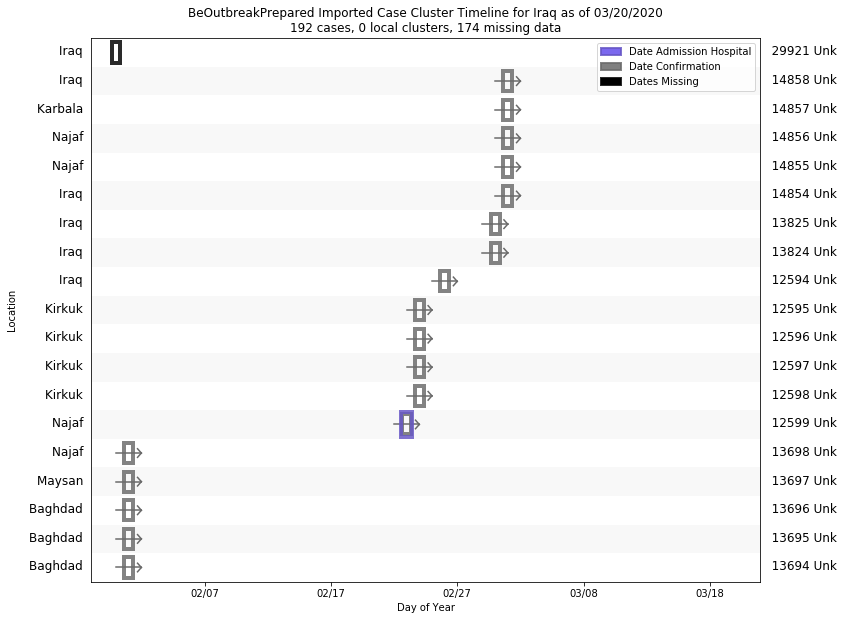 BeOutbreakPrepared Imported Case Cluster Timeline for Iraq as of 03/20/2020
192 cases, 0 local clusters, 174 missing data
Date Admission Hospital
Date Confirmation
Dates Missing
Iraq 29921 Unk
Iraq 14858 Unk
Karbala 14857 Unk
Najaf 14856 Unk
Najaf 14855 Unk
Iraq 14854 Unk
Iraq 13825 Unk
Iraq 13824 Unk
Iraq 12594 Unk
Kirkuk 12595 Unk
Kirkuk 12596 Unk
Kirkuk 12597 Unk
Kirkuk 12598 Unk
Najaf 12599 Unk
Najaf 13698 Unk
Maysan 13697 Unk
Baghdad 13696 Unk
Baghdad 13695 Unk
Baghdad 13694 Unk
Location
02/07 02/17 02/27 03/08 03/18
Day of Year